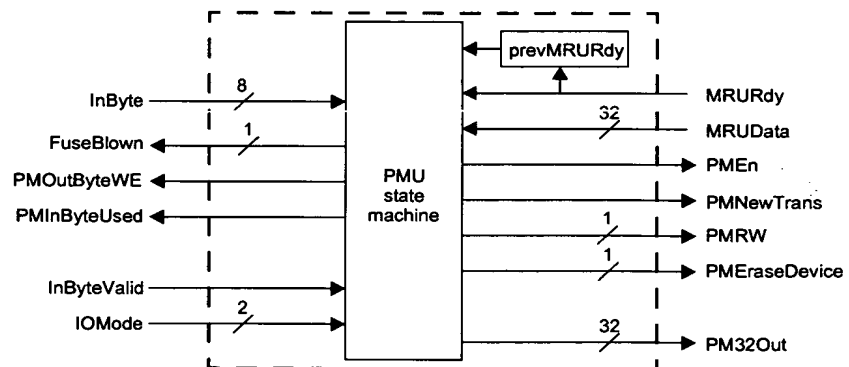 prevMRURdy
InByte
8
FuseBlown
1
PMOutByteWE
PMInByteUsed
InByteValid
IOMode
2
PMU
state
machine
MRURdy
32
MRUData
PMEn
PMNewTrans
1
PMRW
1
PMEraseDevice
32
PM32Out